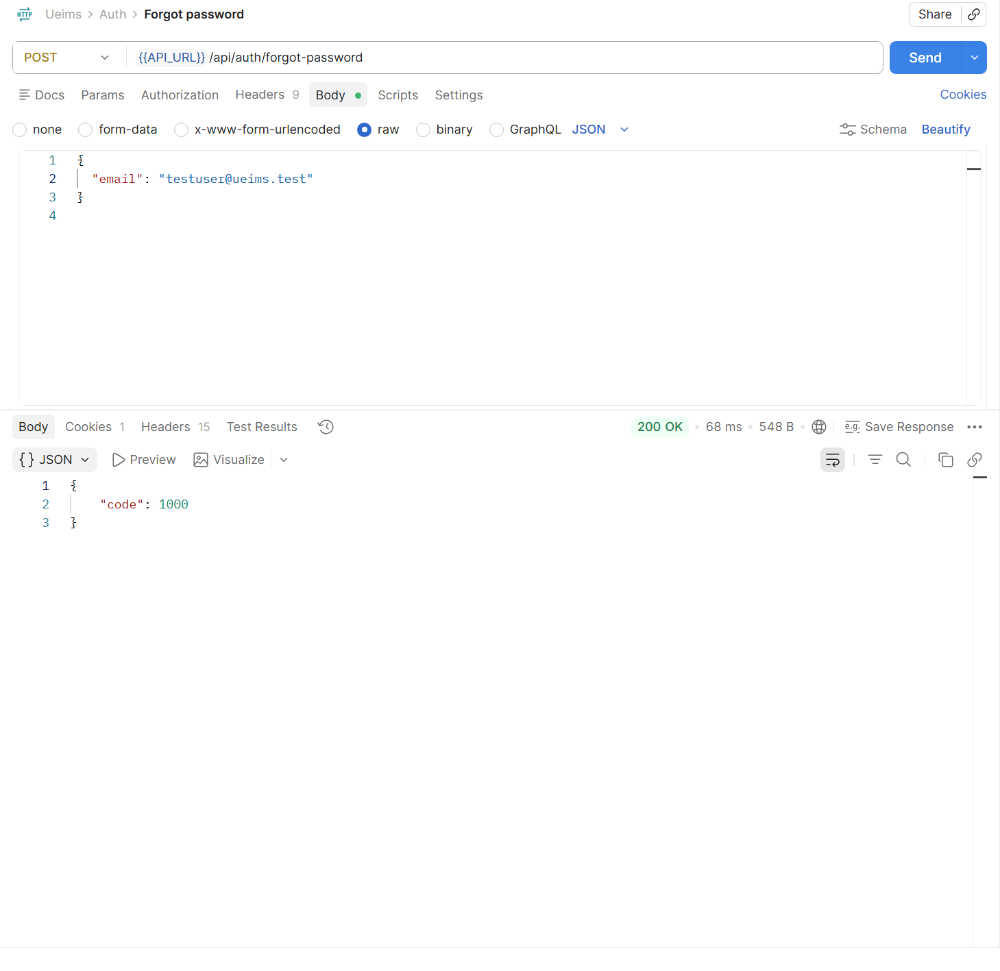 HTTP Ueims > Auth > Forgot password Share
POST {{API_URL}} /api/auth/forgot-password Send
Docs Params Authorization Headers 9 Body Scripts Settings Cookies
none form-data x-www-form-urlencoded raw binary GraphQL JSON Schema Beautify
1 {
2 "email": "testuser@ueims.test"
3 }
4
Body Cookies 1 Headers 15 Test Results 200 OK • 68 ms • 548 B • e.g. Save Response
{} JSON Preview Visualize
1 {
2 "code": 1000
3 }